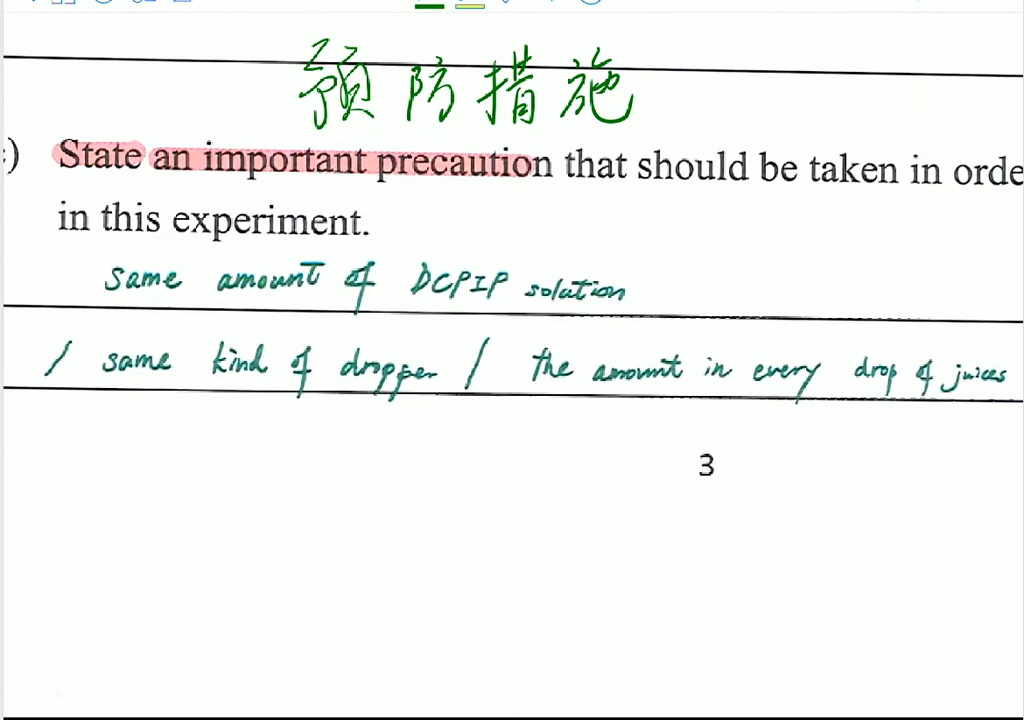 預防措施
:) State an important precaution that should be taken in orde
in this experiment.
same amount of DCPIP solution
/ same kind of dropper / the amount in every drop of juices
3